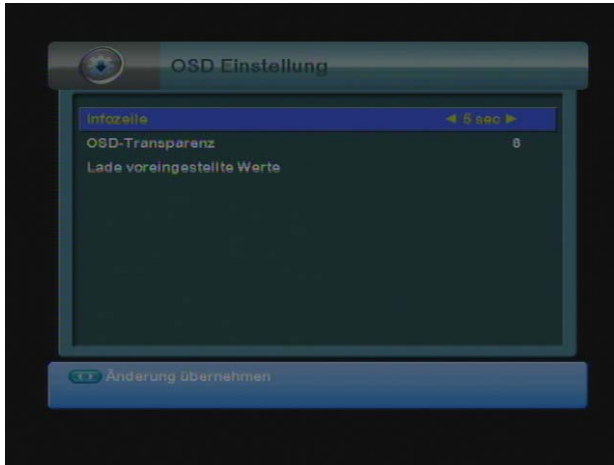 OSD Einstellung
Infozeile ◄ 5 sec ►
OSD-Transparenz 8
Lade voreingestellte Werte
Änderung übernehmen